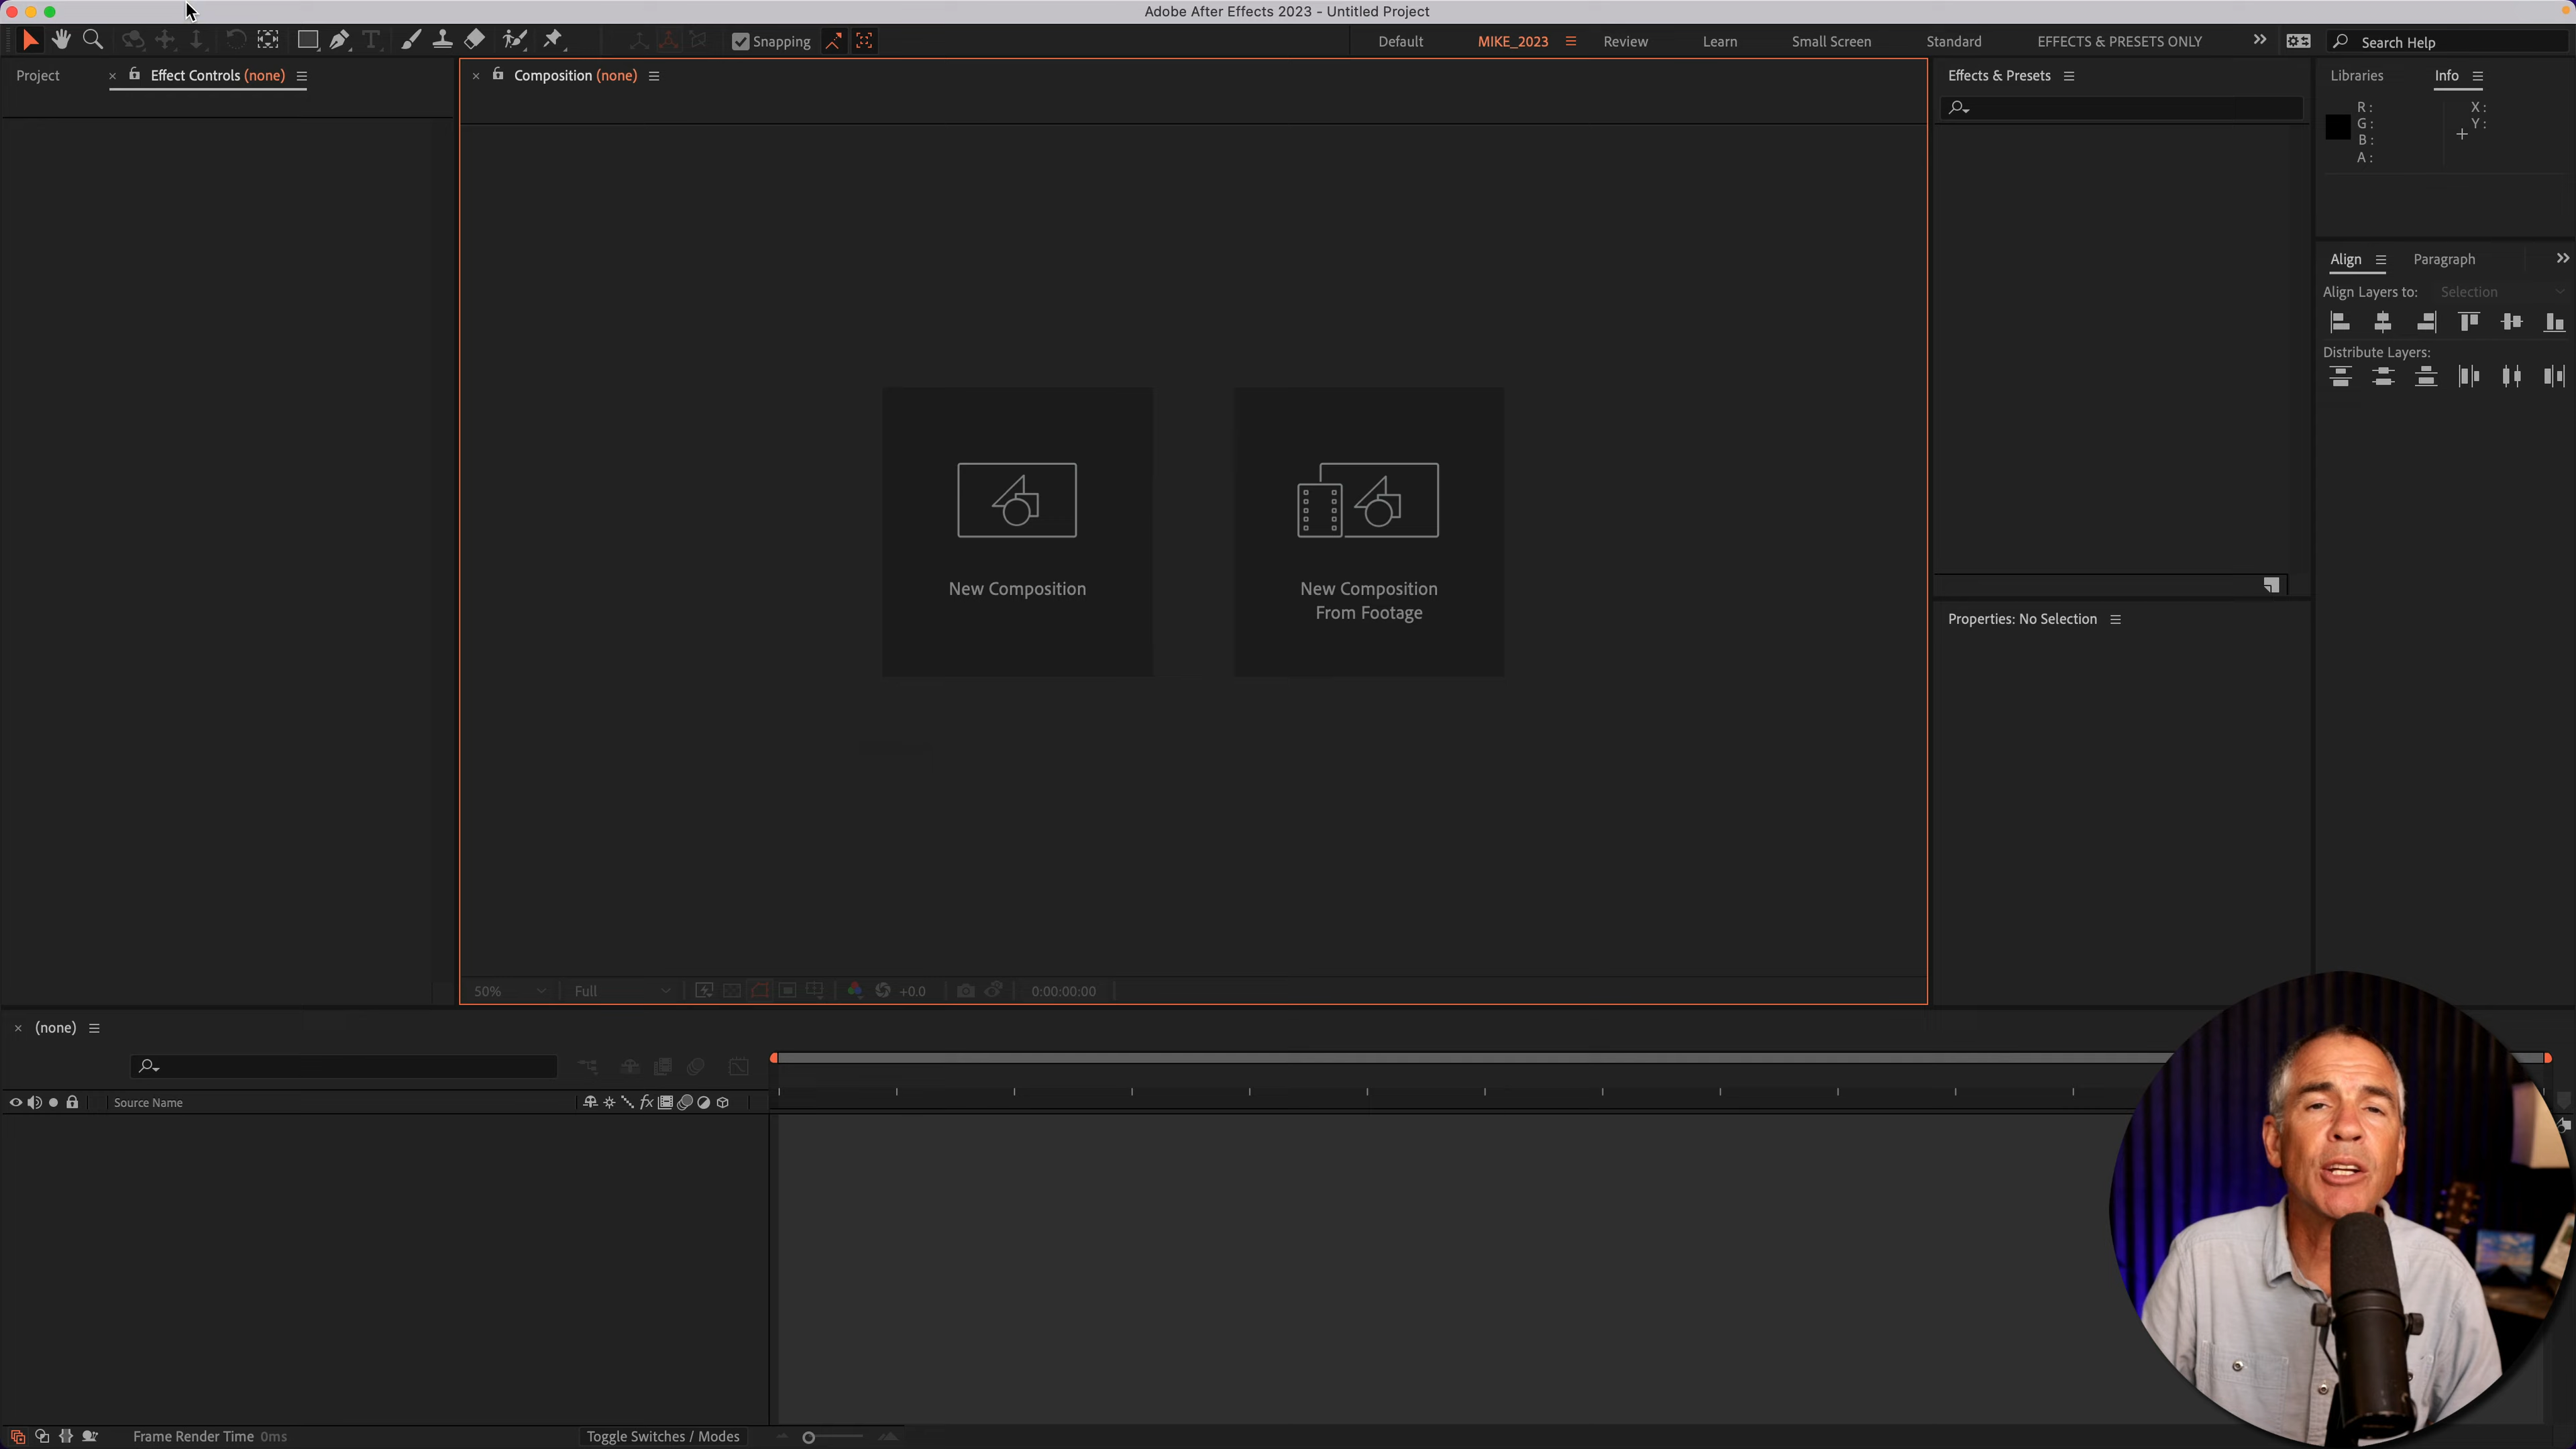 Adobe After Effects 2023 - Untitled Project
Snapping
Default
MIKE_2023
Review
Learn
Small Screen
Standard
EFFECTS & PRESETS ONLY
Search Help
Project
Effect Controls (none)
Composition (none)
Effects & Presets
Libraries
Info
R :
G :
B :
A :
X :
Y :
Align
Paragraph
Align Layers to:
Selection
Distribute Layers:
New Composition
New Composition
From Footage
Properties: No Selection
50%
Full
+0.0
0:00:00:00
(none)
Source Name
fx
Frame Render Time 0ms
Toggle Switches / Modes